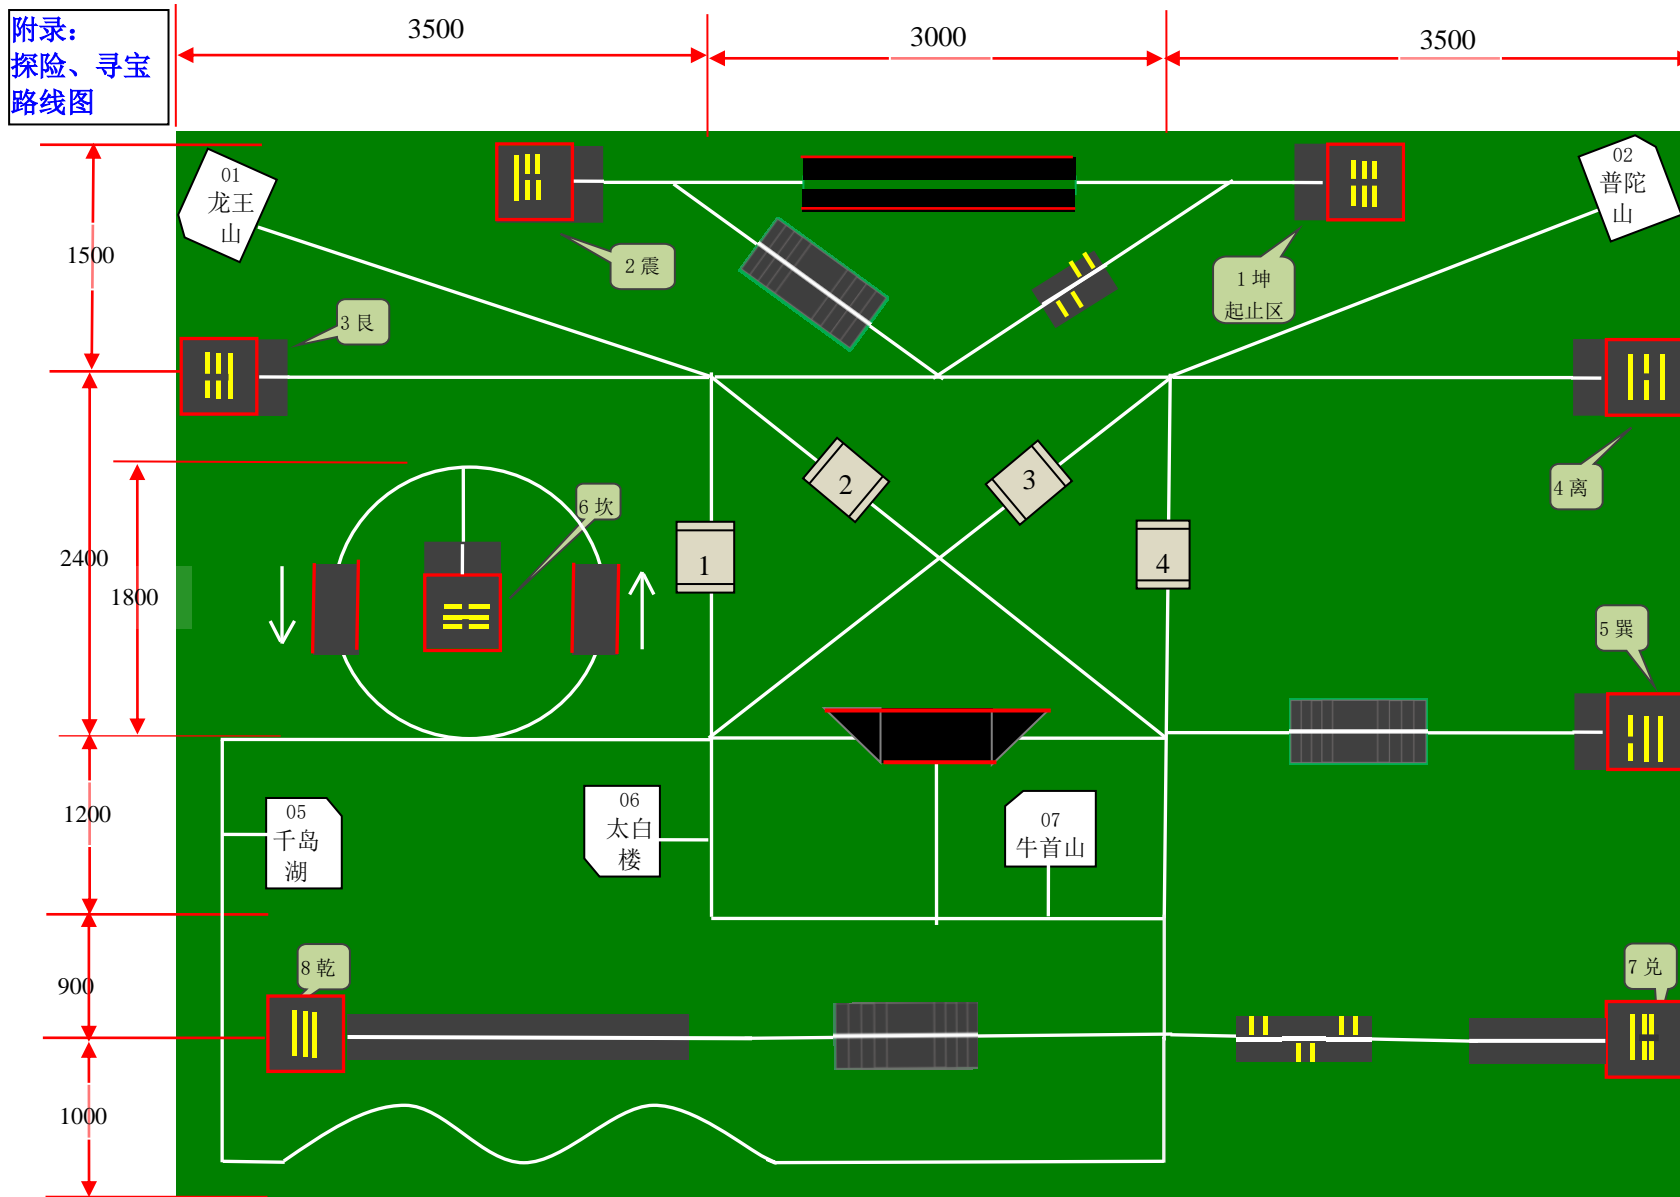 附录：
探险、寻宝
路线图
3500
3000
3500
01
龙王
山
02
普陀
山
2震
1坤
起止区
1500
3艮
4离
2
3
6坎
1
4
2400
1800
5巽
05
千岛
湖
06
太白
楼
07
牛首山
1200
8乾
7兑
900
1000